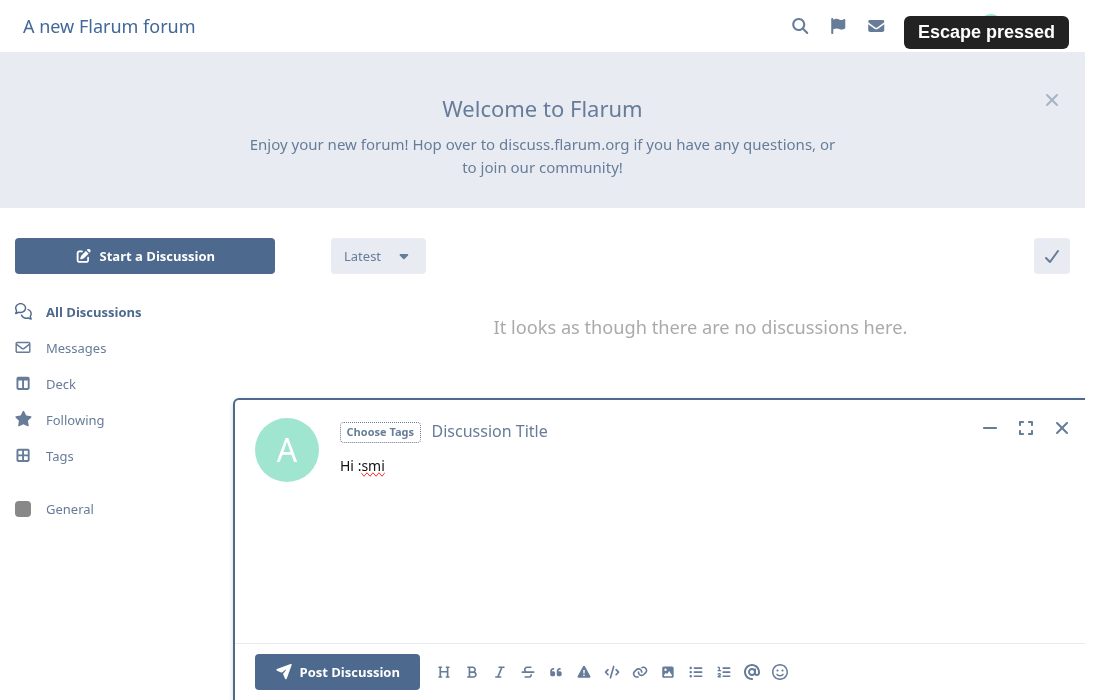 A new Flarum forum
Escape pressed
Welcome to Flarum
Enjoy your new forum! Hop over to discuss.flarum.org if you have any questions, or
to join our community!
Start a Discussion
Latest
All Discussions
It looks as though there are no discussions here.
Messages
Deck
Following
Tags
General
A
Choose Tags
Discussion Title
Hi :smi
Post Discussion